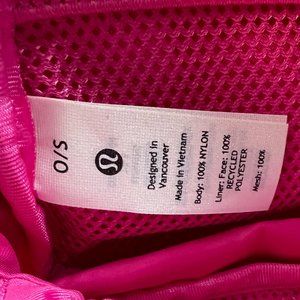 O/S
Designed in
Vancouver
Made in Vietnam
Body: 100% NYLON
Liner: Face: 100%
RECYCLED
POLYESTER
Mesh: 100%